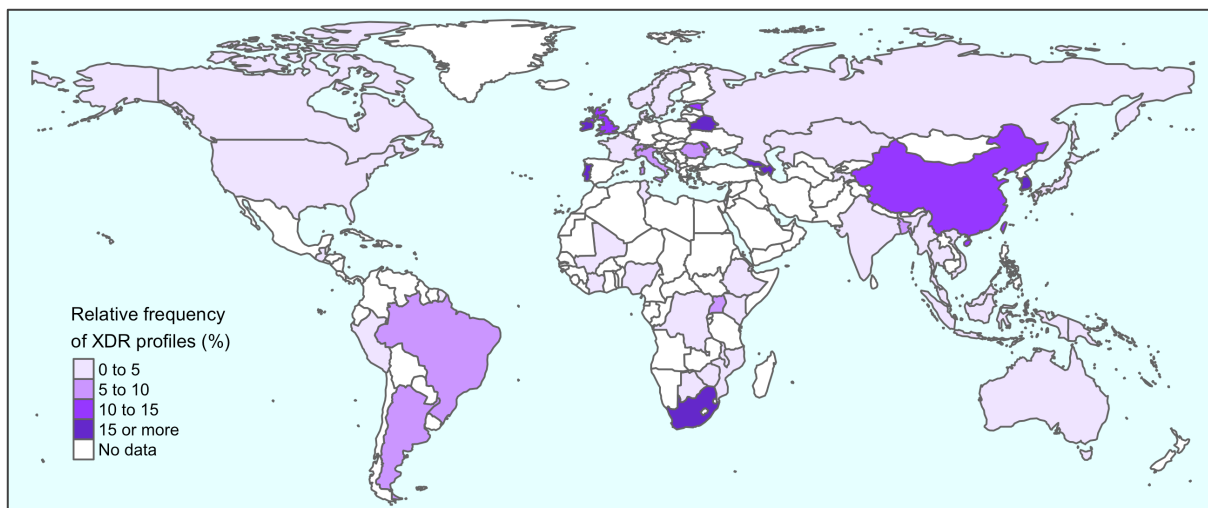 Relative frequency
of XDR profiles (%)
0 to 5
5 to 10
10 to 15
15 or more
No data